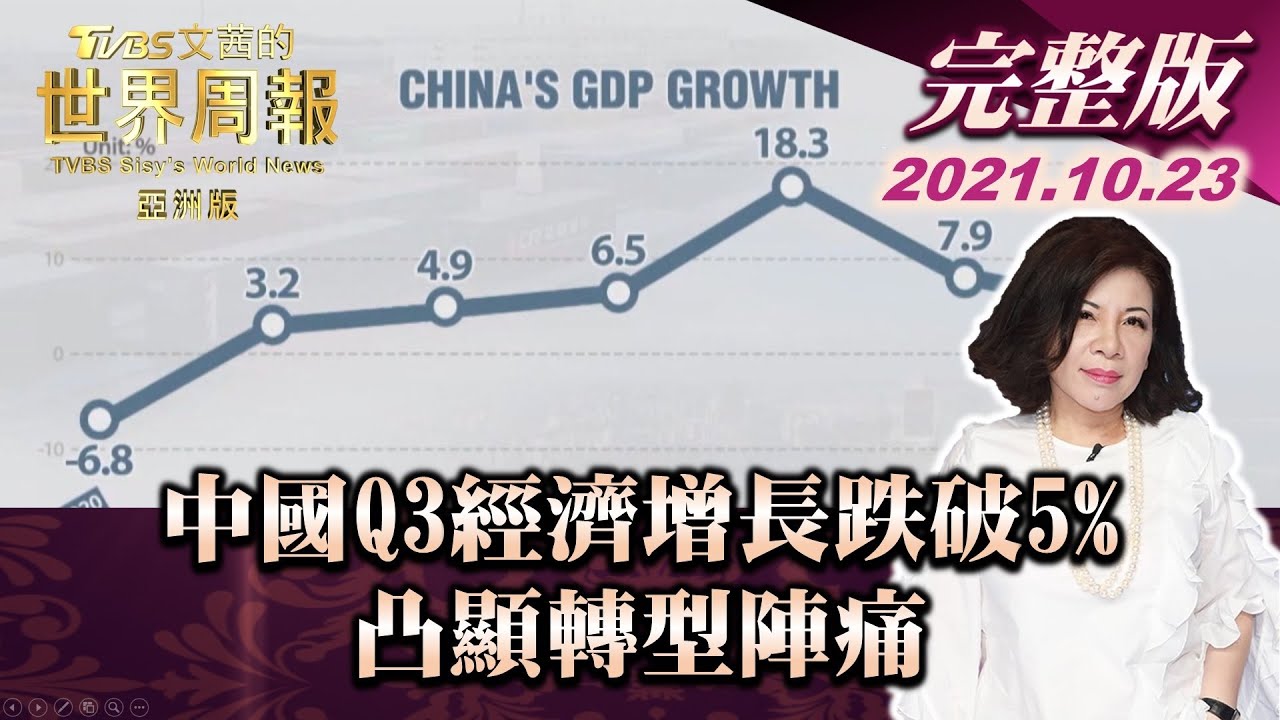 TVBS文茜的
世界周報
Unit: %
TVBS Sisy's World News
亞洲版
CHINA'S GDP GROWTH
完整版
2021.10.23
18.3
7.9
6.5
4.9
3.2
-6.8
10
0
-10
20
中國Q3經濟增長跌破5%
凸顯轉型陣痛